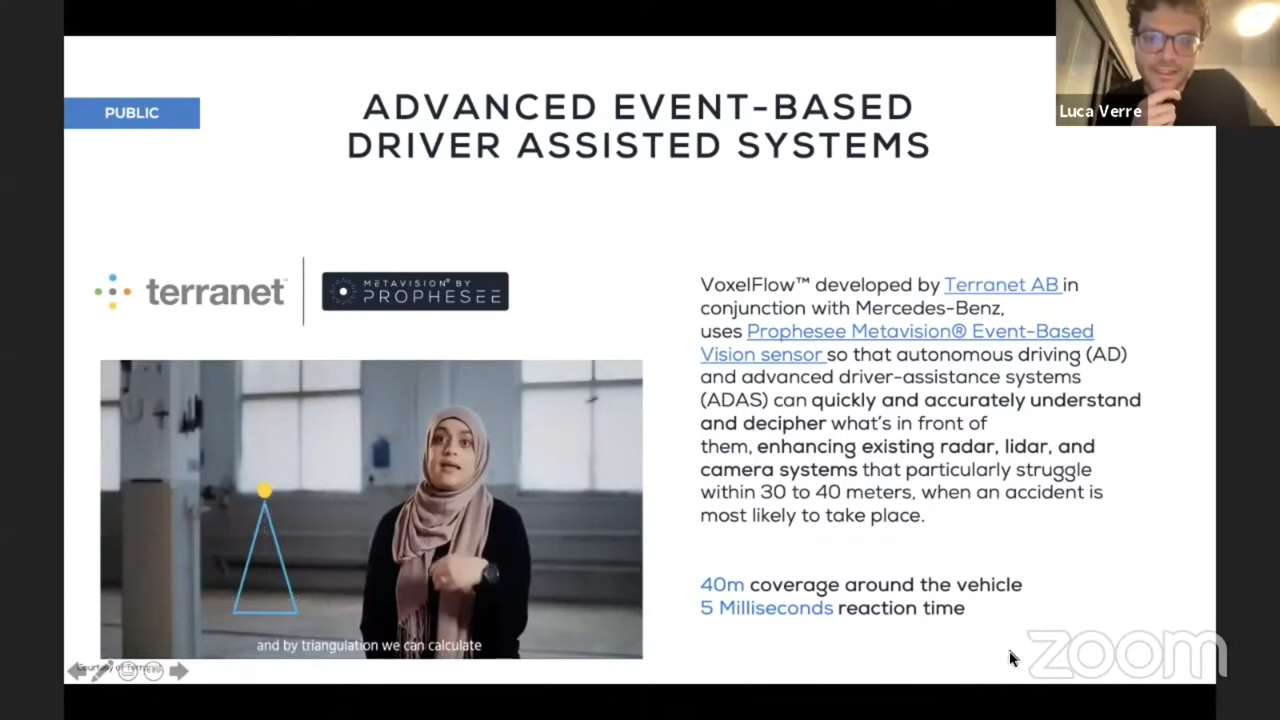 PUBLIC
ADVANCED EVENT-BASED
DRIVER ASSISTED SYSTEMS
Luca Verre
terranet™
METAVISION® BY
PROPHESEE
VoxelFlow™ developed by Terranet AB in
conjunction with Mercedes-Benz,
uses Prophesee Metavision® Event-Based
Vision sensor so that autonomous driving (AD)
and advanced driver-assistance systems
(ADAS) can quickly and accurately understand
and decipher what's in front of
them, enhancing existing radar, lidar, and
camera systems that particularly struggle
within 30 to 40 meters, when an accident is
most likely to take place.
40m coverage around the vehicle
5 Milliseconds reaction time
and by triangulation we can calculate
Courtesy of
zoom